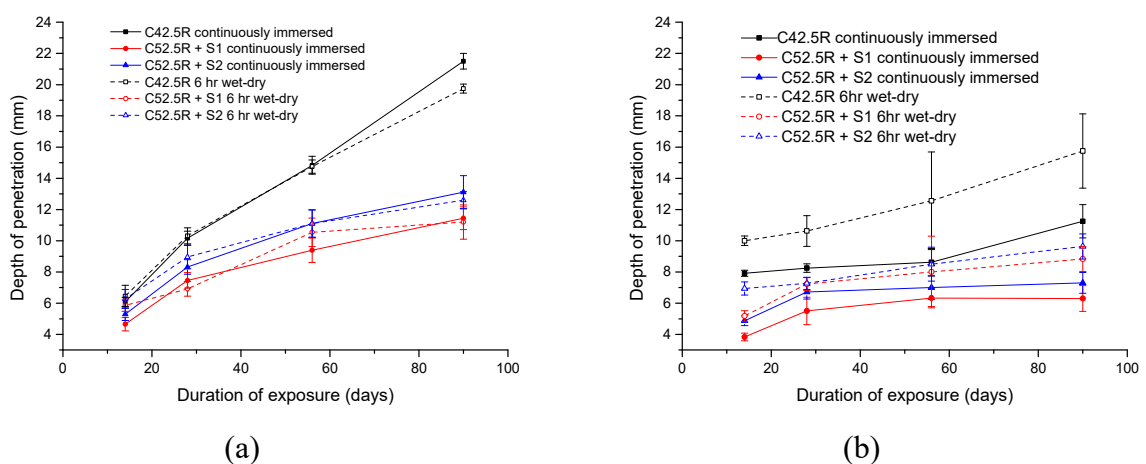 24
22
20
18
16
14
12
10
8
6
4
Depth of penetration (mm)
C42.5R continuously immersed
C52.5R + S1 continuously immersed
C52.5R + S2 continuously immersed
C42.5R 6 hr wet-dry
C52.5R + S1 6 hr wet-dry
C52.5R + S2 6 hr wet-dry
0 20 40 60 80 100
Duration of exposure (days)
(a)
24
22
20
18
16
14
12
10
8
6
4
Depth of penetration (mm)
C42.5R continuously immersed
C52.5R + S1 continuously immersed
C52.5R + S2 continuously immersed
C42.5R 6hr wet-dry
C52.5R + S1 6hr wet-dry
C52.5R + S2 6hr wet-dry
0 20 40 60 80 100
Duration of exposure (days)
(b)